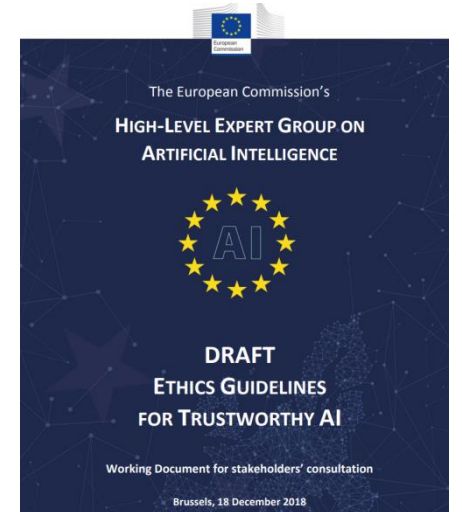 European
Commission
The European Commission's
HIGH-LEVEL EXPERT GROUP ON
ARTIFICIAL INTELLIGENCE
AI
DRAFT
ETHICS GUIDELINES
FOR TRUSTWORTHY AI
Working Document for stakeholders' consultation
Brussels, 18 December 2018